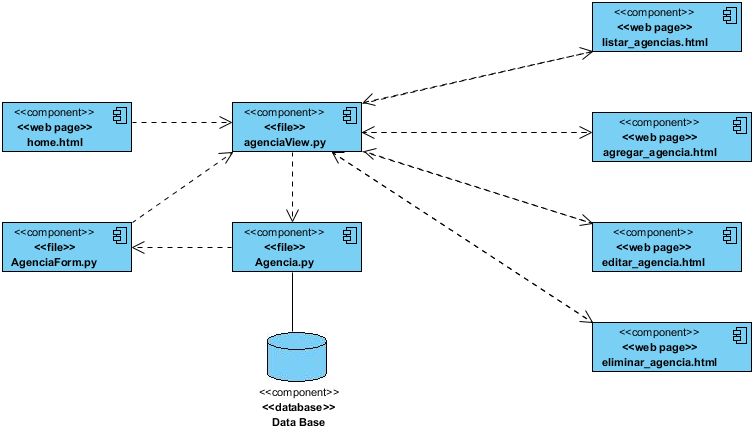 <<component>>
<<web page>>
listar_agencias.html
<<component>>
<<web page>>
home.html
<<component>>
<<file>>
agenciaView.py
<<component>>
<<web page>>
agregar_agencia.html
<<component>>
<<file>>
AgenciaForm.py
<<component>>
<<file>>
Agencia.py
<<component>>
<<web page>>
editar_agencia.html
<<component>>
<<web page>>
eliminar_agencia.html
<<component>>
<<database>>
Data Base